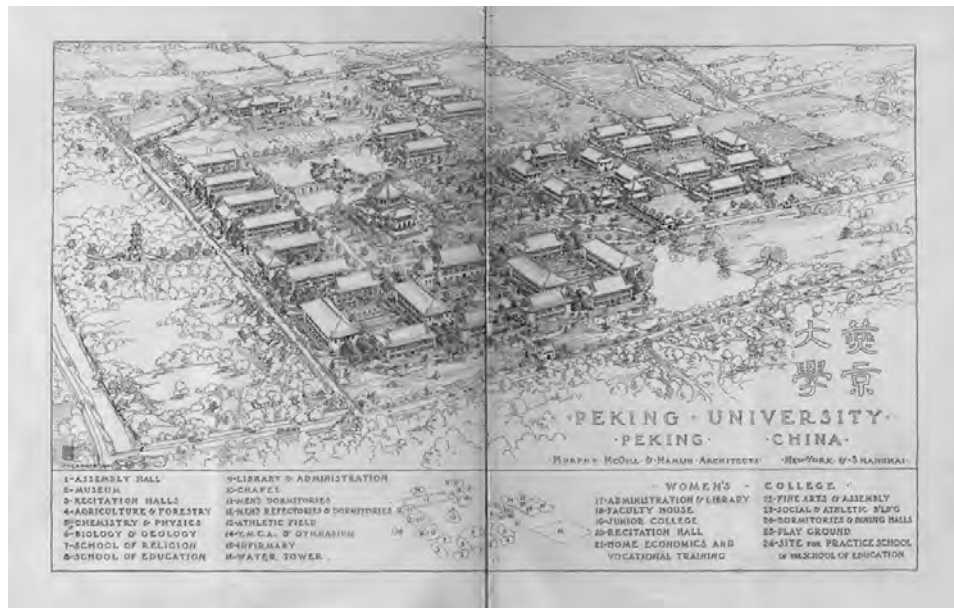 燕京
大學
·PEKING·UNIVERSITY·
·PEKING· ·CHINA·
·MURPHY MCGILL & HAMLIN·ARCHITECTS· ·NEW·YORK·&·SHANGHAI·
1-ASSEMBLY HALL
2-MUSEUM
3-RECITATION HALLS
4-AGRICULTURE & FORESTRY
5-CHEMISTRY & PHYSICS
6-BIOLOGY & GEOLOGY
7-SCHOOL OF RELIGION
8-SCHOOL OF EDUCATION
9-LIBRARY & ADMINISTRATION
10-CHAPEL
11-MEN'S DORMITORIES
12-MEN'S REFECTORIES & DORMITORIES
13-ATHLETIC FIELD
14-Y.M.C.A. & GYMNASIUM
15-INFIRMARY
16-WATER TOWER
·WOMEN'S· COLLEGE·
17-ADMINISTRATION & LIBRARY
18-FACULTY HOUSE
19-JUNIOR COLLEGE
20-RECITATION HALL
21-HOME ECONOMICS AND
VOCATIONAL TRAINING
22-FINE ARTS & ASSEMBLY
23-SOCIAL & ATHLETIC B'LD'G
24-DORMITORIES & DINING HALLS
25-PLAY GROUND
26-SITE FOR PRACTICE SCHOOL
OF THE SCHOOL OF EDUCATION